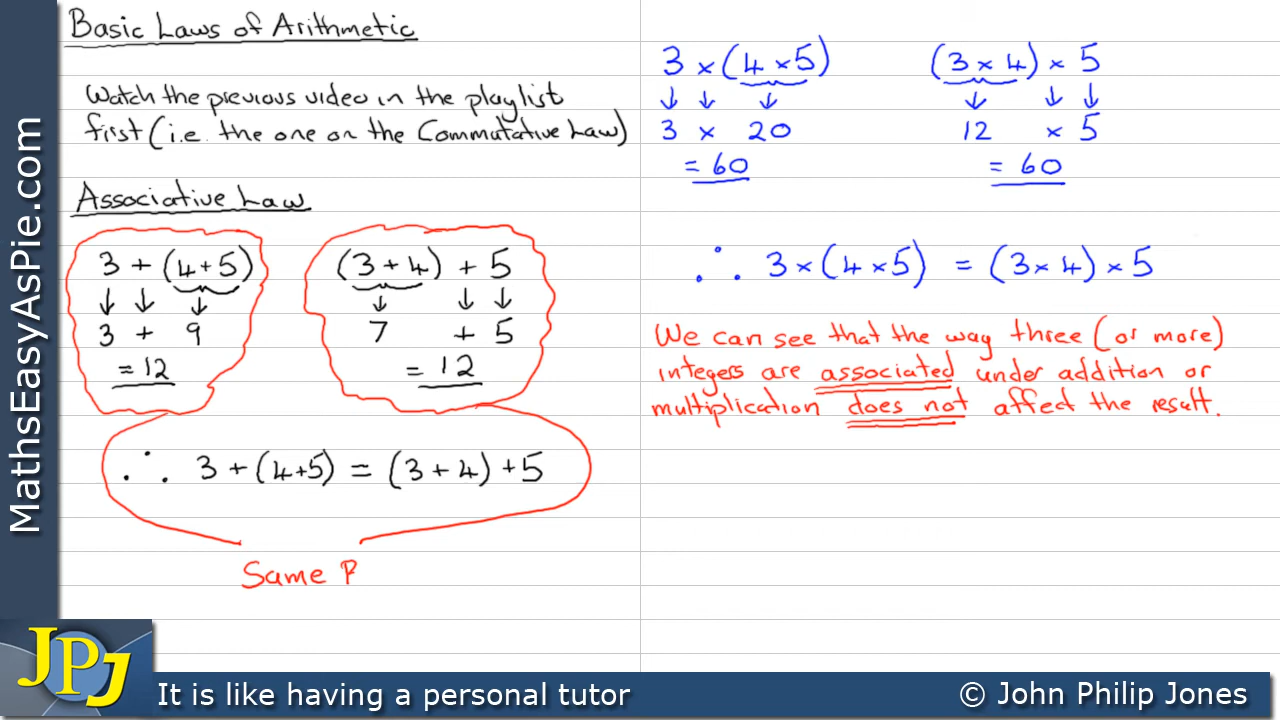 Basic Laws of Arithmetic
Watch the previous video in the playlist
first (i.e. the one on the Commutative Law)
Associative Law
3 + (4+5)
↓ ↓ ↓
3 + 9
= 12
(3 + 4) + 5
↓ ↓ ↓
7 + 5
= 12
∴ 3 + (4+5) = (3 + 4) + 5
Same P
3 × (4 × 5)
↓ ↓ ↓
3 × 20
= 60
(3 × 4) × 5
↓ ↓ ↓
12 × 5
= 60
∴ 3 × (4 × 5) = (3 × 4) × 5
We can see that the way three (or more)
integers are associated under addition or
multiplication does not affect the result.
MathsEasyAsPie.com
JPJ
It is like having a personal tutor
© John Philip Jones